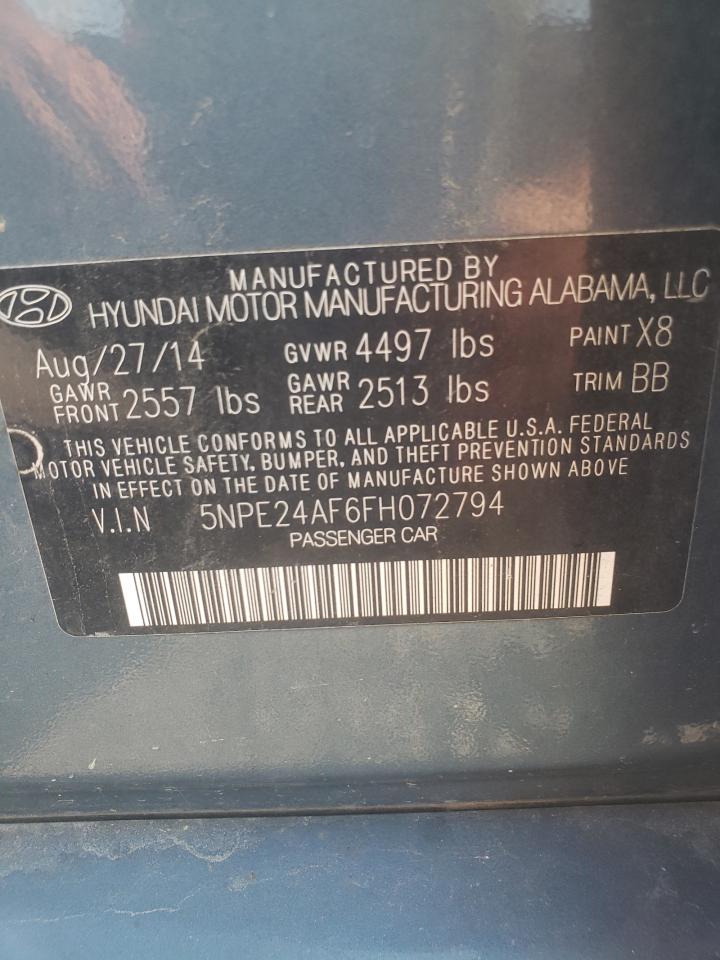 MANUFACTURED BY
HYUNDAI MOTOR MANUFACTURING ALABAMA, LLC
Aug/27/14 GVWR 4497 lbs PAINT X8
GAWR FRONT 2557 lbs GAWR REAR 2513 lbs TRIM BB
THIS VEHICLE CONFORMS TO ALL APPLICABLE U.S.A. FEDERAL
MOTOR VEHICLE SAFETY, BUMPER, AND THEFT PREVENTION STANDARDS
IN EFFECT ON THE DATE OF MANUFACTURE SHOWN ABOVE
V.I.N 5NPE24AF6FH072794
PASSENGER CAR